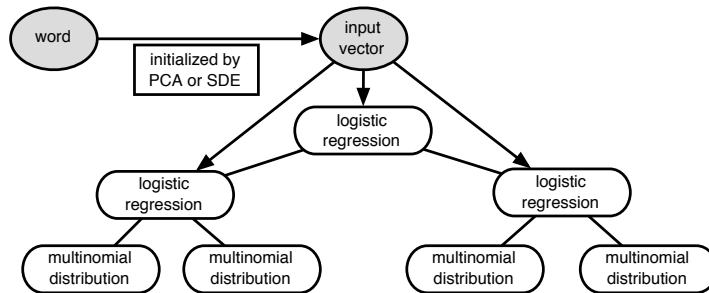 word
input
vector
initialized by
PCA or SDE
logistic
regression
logistic
regression
logistic
regression
multinomial
distribution
multinomial
distribution
multinomial
distribution
multinomial
distribution